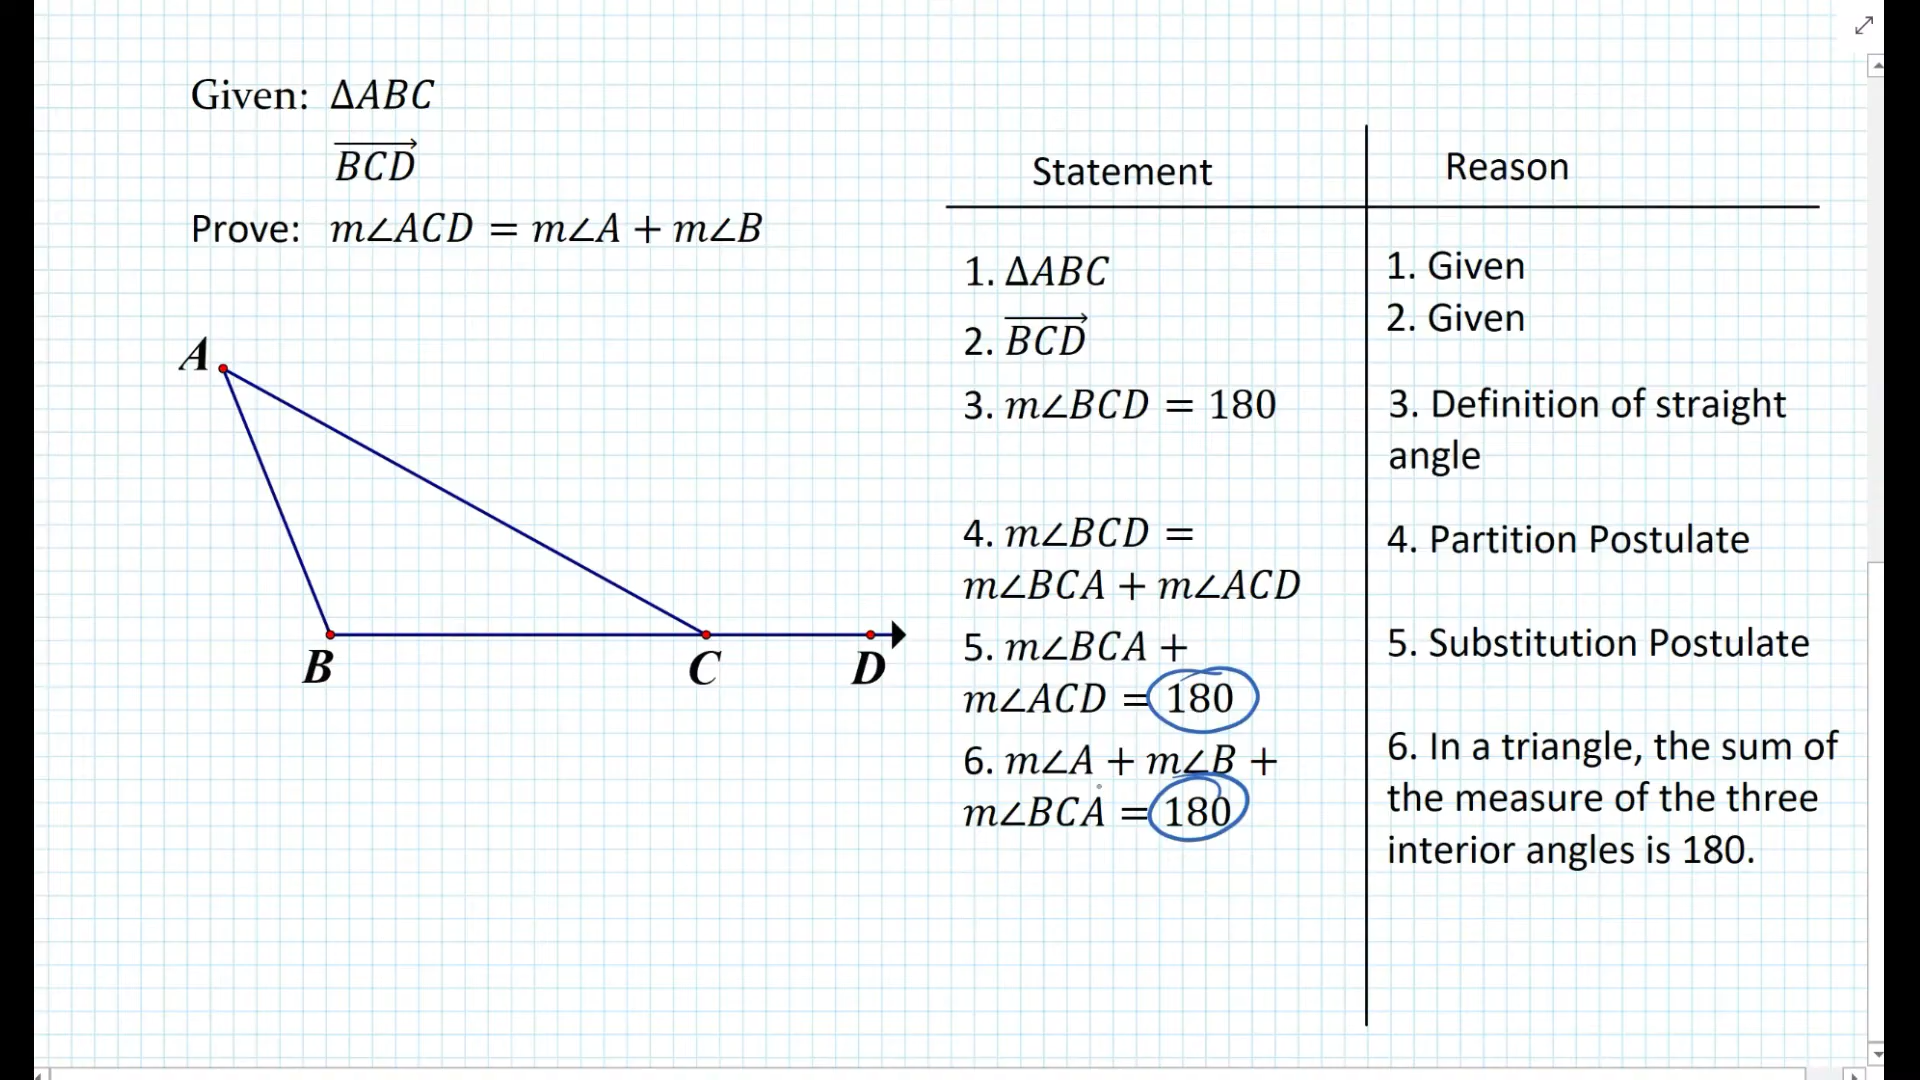 Given: ΔABC
BCD
Prove: m∠ACD = m∠A + m∠B
A
B
C
D
Statement
Reason
1. ΔABC
1. Given
2. BCD
2. Given
3. m∠BCD = 180
3. Definition of straight
angle
4. m∠BCD =
m∠BCA + m∠ACD
4. Partition Postulate
5. m∠BCA +
m∠ACD = 180
5. Substitution Postulate
6. m∠A + m∠B +
m∠BCA = 180
6. In a triangle, the sum of
the measure of the three
interior angles is 180.